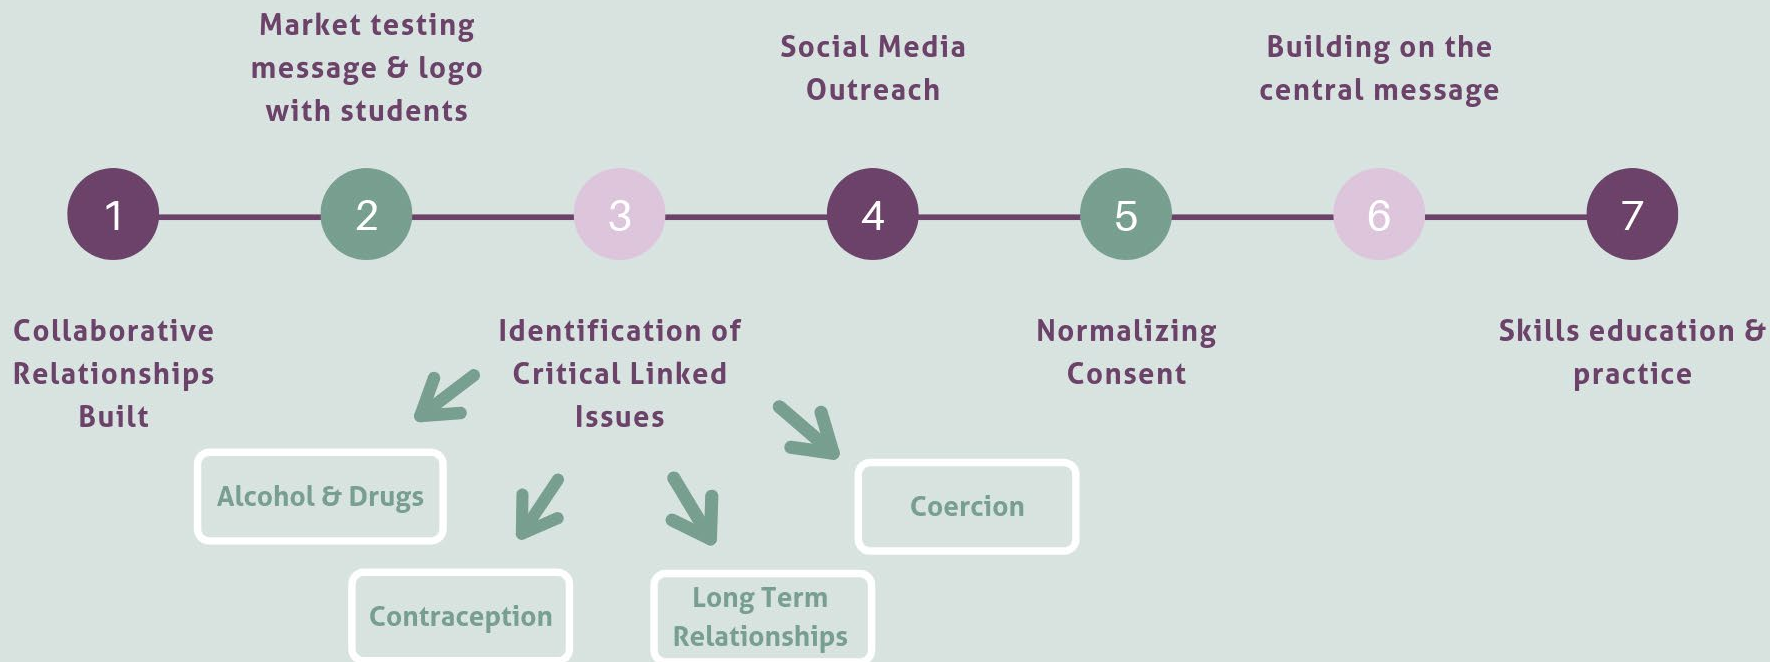 Market testing
message & logo
with students
Social Media
Outreach
Building on the
central message
1
2
3
4
5
6
7
Collaborative
Relationships
Built
Identification of
Critical Linked
Issues
Normalizing
Consent
Skills education &
practice
Alcohol & Drugs
Coercion
Contraception
Long Term
Relationships